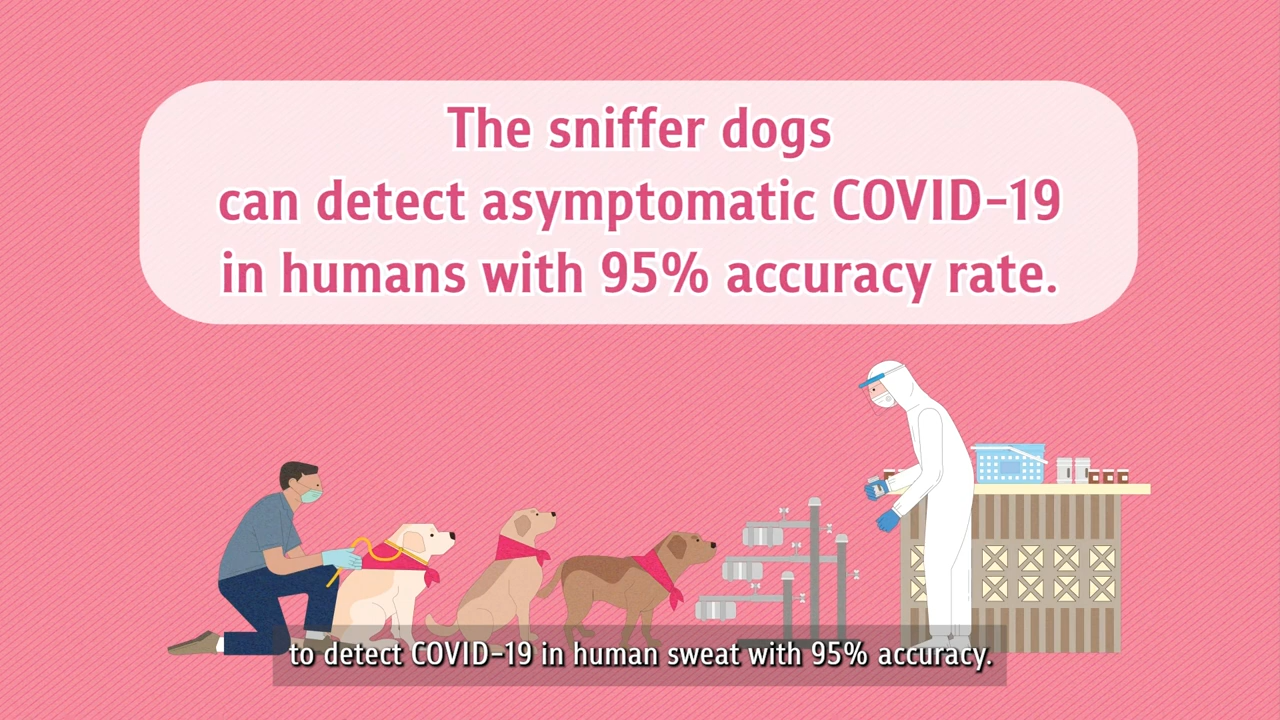 The sniffer dogs
can detect asymptomatic COVID-19
in humans with 95% accuracy rate.
to detect COVID-19 in human sweat with 95% accuracy.